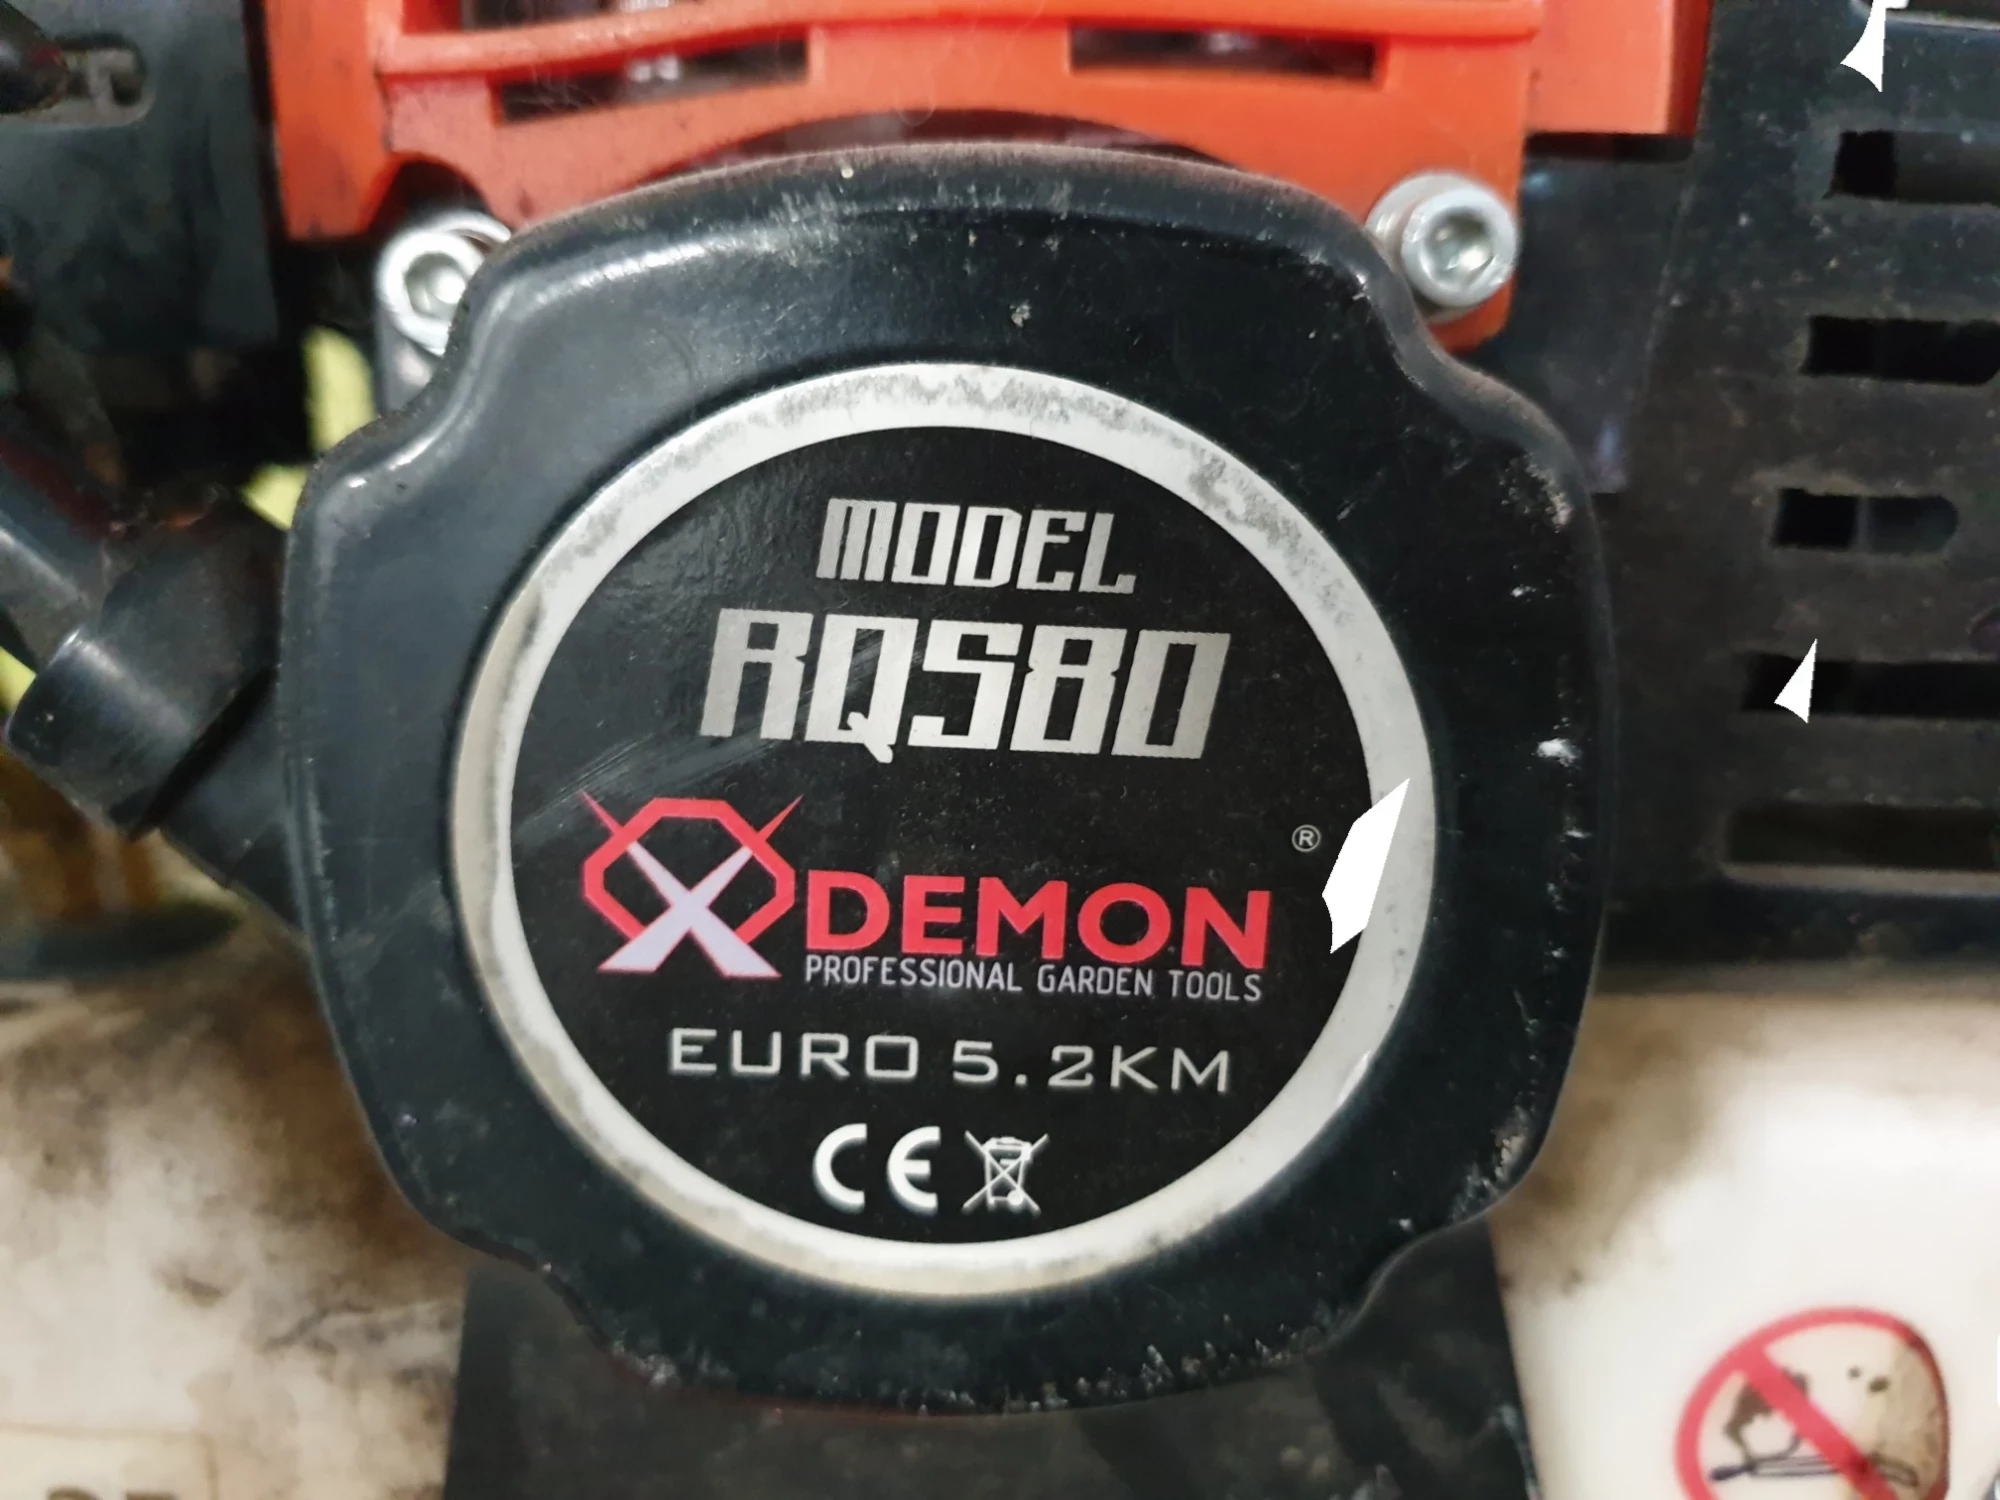 MODEL
RQ580
X DEMON ®
PROFESSIONAL GARDEN TOOLS
EURO 5.2KM
CE